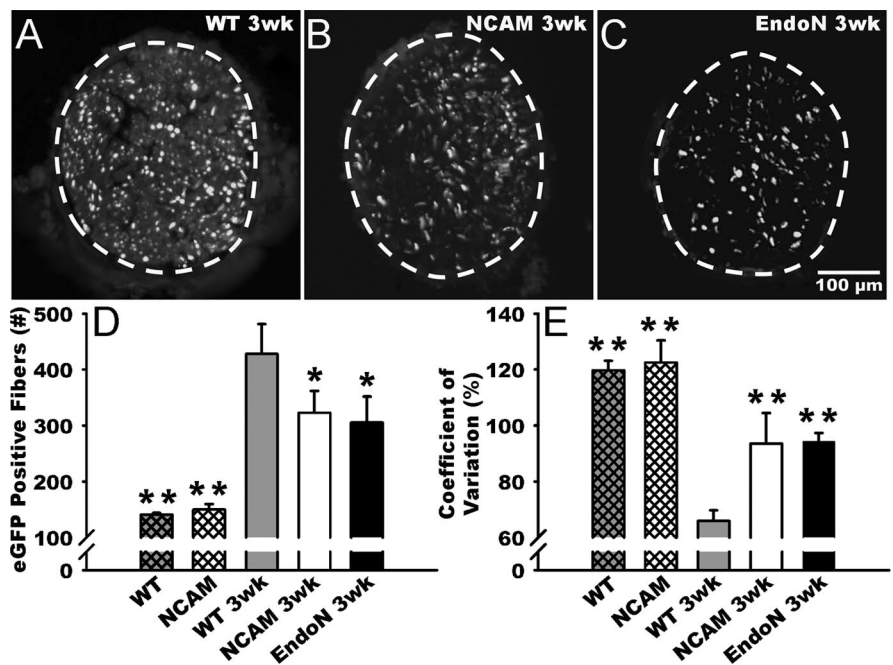 A WT 3wk
B NCAM 3wk
C EndoN 3wk
100 µm
D
eGFP Positive Fibers (#)
500
400
300
200
100
0
** ** * *
WT
NCAM
WT 3wk
NCAM 3wk
EndoN 3wk
E
Coefficient of
Variation (%)
140
120
100
80
60
0
** ** ** **
WT
NCAM
WT 3wk
NCAM 3wk
EndoN 3wk